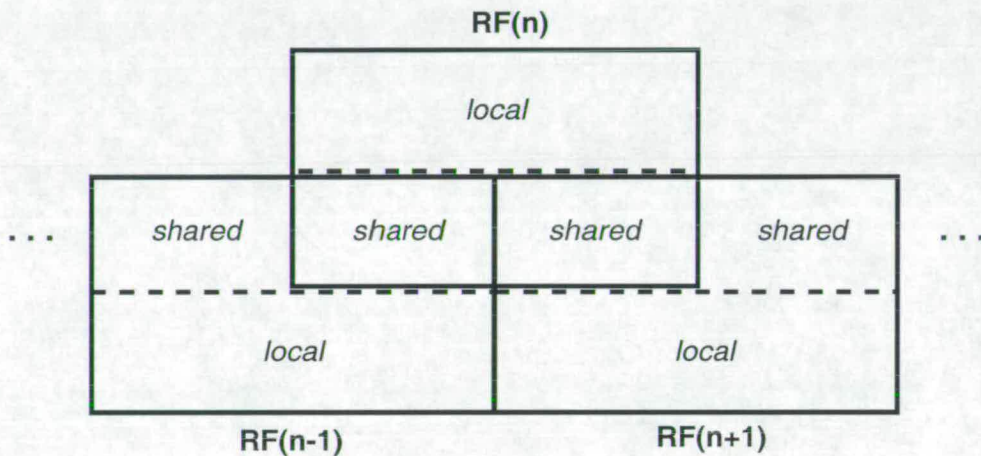 RF(n)
local
... shared shared shared shared ...
local local
RF(n-1) RF(n+1)